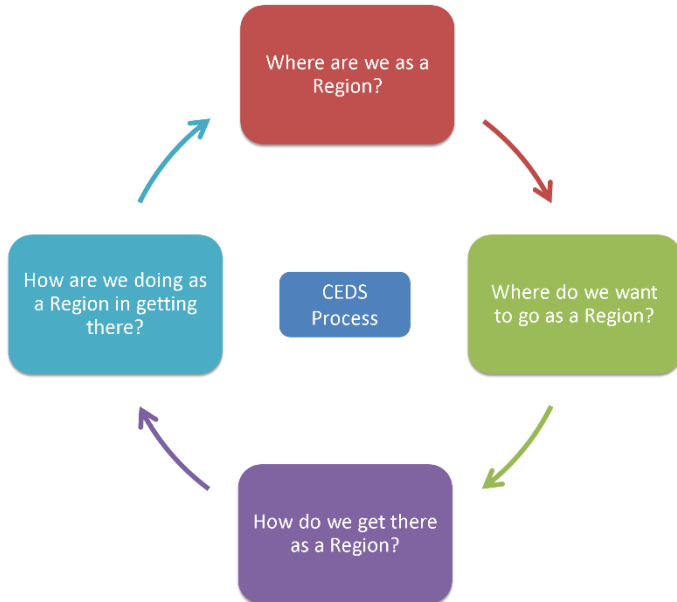 Where are we as a
Region?
How are we doing as
a Region in getting
there?
CEDS
Process
Where do we want
to go as a Region?
How do we get there
as a Region?